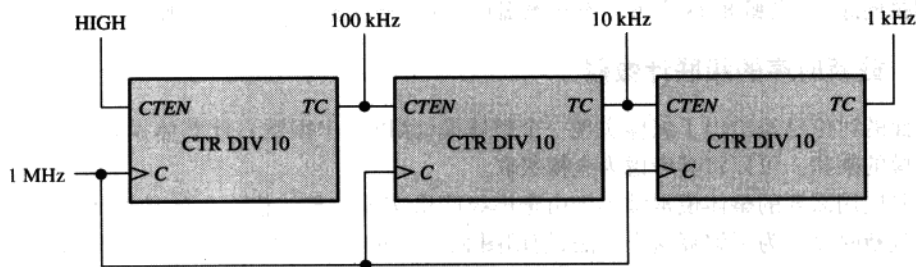 HIGH
100 kHz
10 kHz
1 kHz
CTEN
TC
CTR DIV 10
C
CTEN
TC
CTR DIV 10
C
CTEN
TC
CTR DIV 10
C
1 MHz